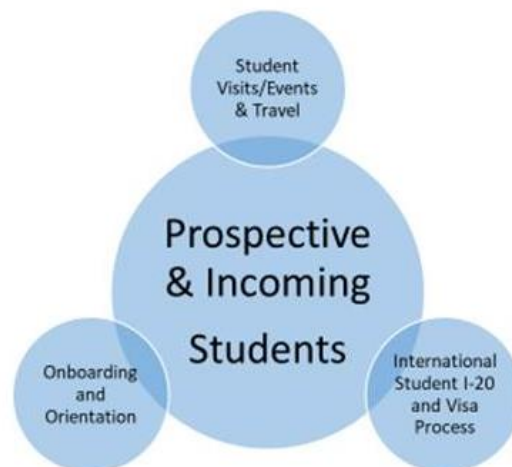 Student
Visits/Events
& Travel
Prospective
& Incoming
Students
Onboarding
and
Orientation
International
Student I-20
and Visa
Process